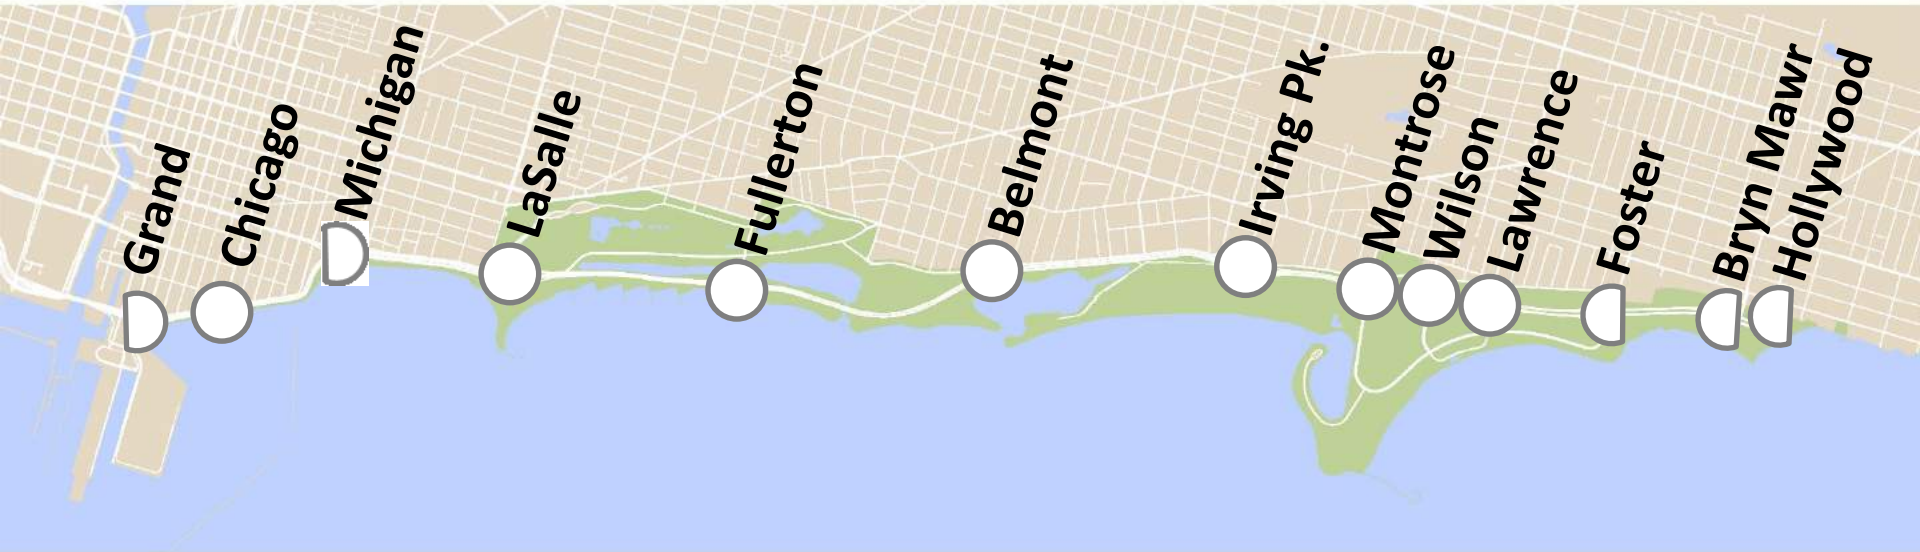 Grand
Chicago
Michigan
LaSalle
Fullerton
Belmont
Irving Pk.
Montrose
Wilson
Lawrence
Foster
Bryn Mawr
Hollywood